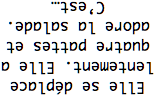 Elle se déplace
lentement. Elle a
quatre pattes et
adore la salade.
C'est...